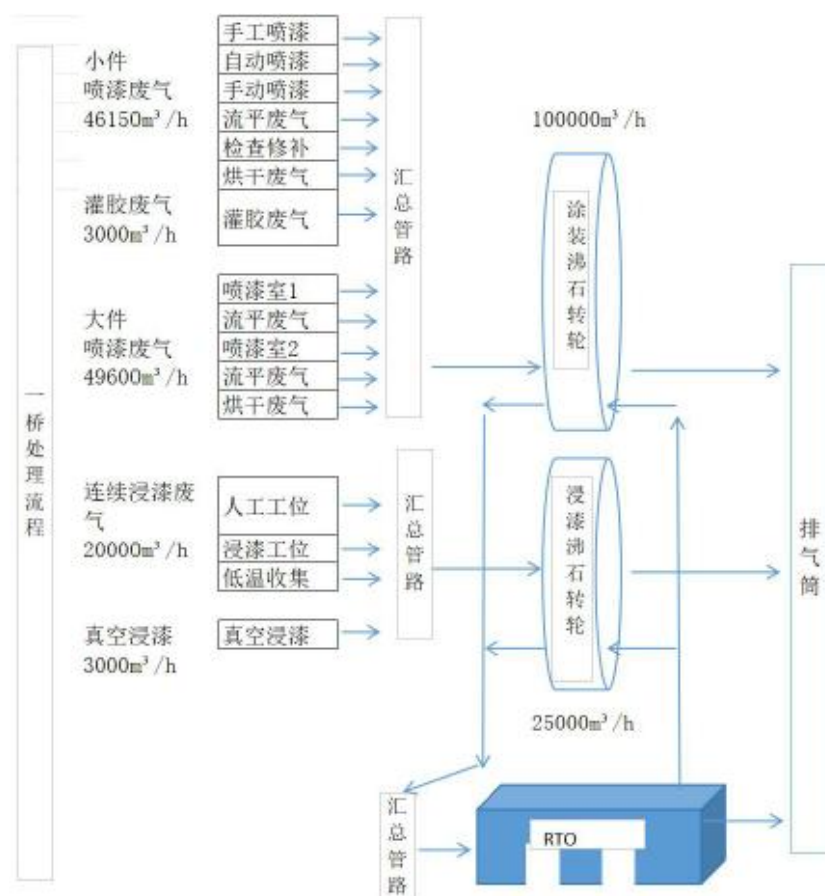 一桥处理流程
小件
喷漆废气
46150m³/h
手工喷漆
自动喷漆
手动喷漆
流平废气
检查修补
烘干废气
灌胶废气
3000m³/h
灌胶废气
大件
喷漆废气
49600m³/h
喷漆室1
流平废气
喷漆室2
流平废气
烘干废气
汇总管路
100000m³/h
涂装沸石转轮
连续浸漆废
气
20000m³/h
人工工位
浸漆工位
低温收集
真空浸漆
3000m³/h
真空浸漆
汇总管路
浸漆沸石转轮
25000m³/h
汇总管路
RTO
排气筒